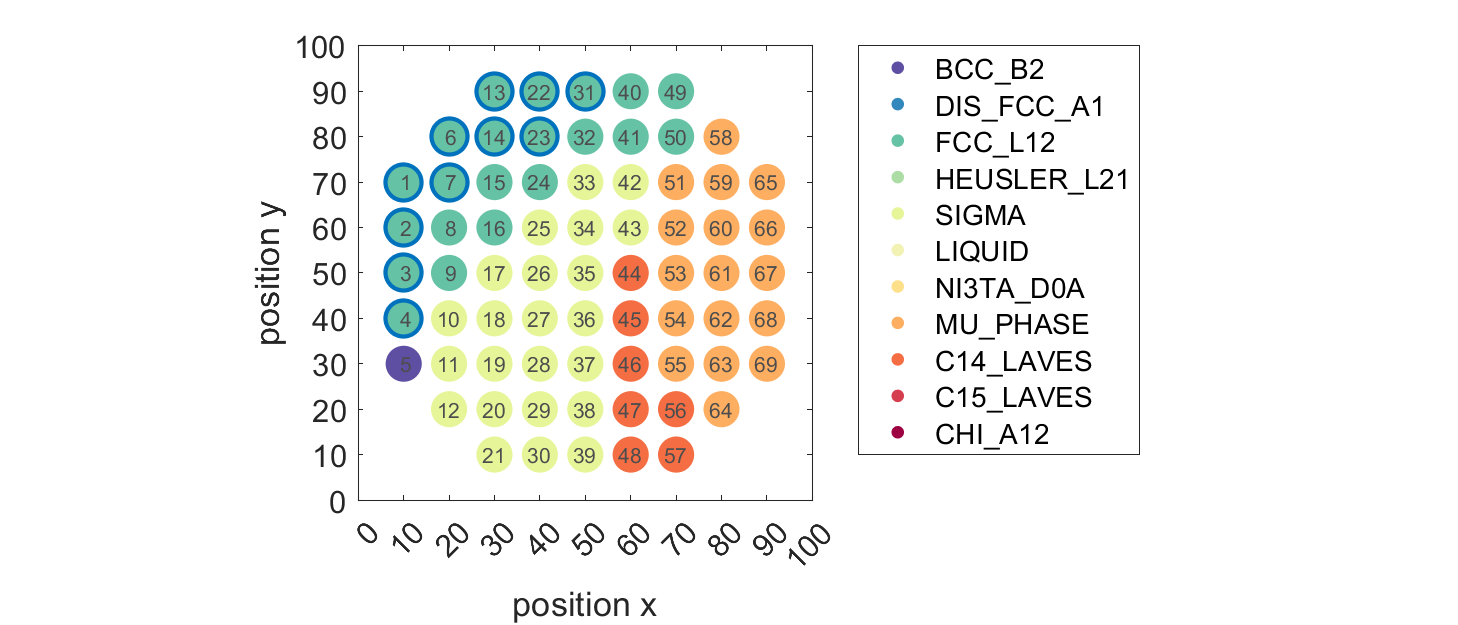 100
90 13 22 31 40 49
80 6 14 23 32 41 50 58
70 1 7 15 24 33 42 51 59 65
60 2 8 16 25 34 43 52 60 66
50 3 9 17 26 35 44 53 61 67
40 4 10 18 27 36 45 54 62 68
30 5 11 19 28 37 46 55 63 69
20 12 20 29 38 47 56 64
10 21 30 39 48 57
0
0 10 20 30 40 50 60 70 80 90 100
position x
position y
BCC_B2
DIS_FCC_A1
FCC_L12
HEUSLER_L21
SIGMA
LIQUID
NI3TA_D0A
MU_PHASE
C14_LAVES
C15_LAVES
CHI_A12